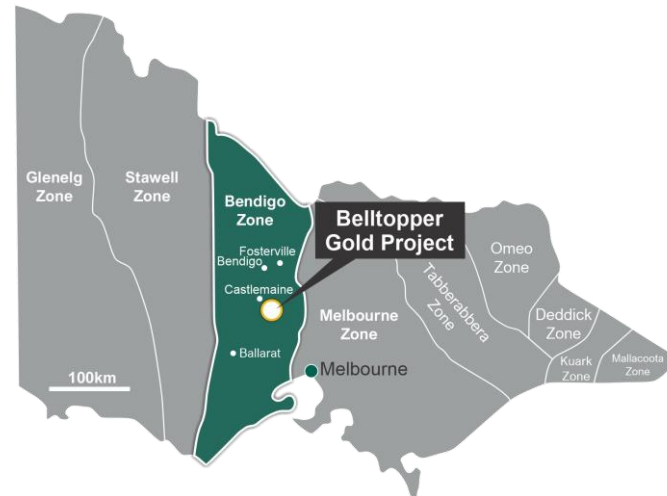 Glenelg
Zone
Stawell
Zone
Bendigo
Zone
Fosterville
Bendigo
Castlemaine
Ballarat
Belltopper
Gold Project
Melbourne
Zone
Melbourne
Tabberabbera
Zone
Omeo
Zone
Deddick
Zone
Kuark
Zone
Mallacoota
Zone
100km